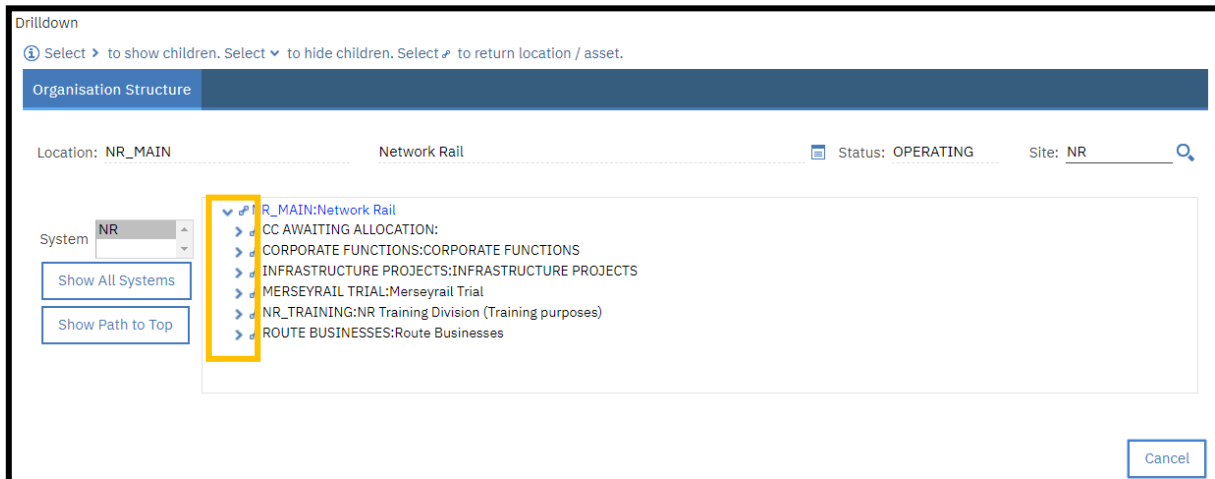 Drilldown
Select > to show children. Select ⌄ to hide children. Select to return location / asset.
Organisation Structure
Location: NR_MAIN Network Rail Status: OPERATING Site: NR
NR_MAIN:Network Rail
CC AWAITING ALLOCATION:
CORPORATE FUNCTIONS:CORPORATE FUNCTIONS
INFRASTRUCTURE PROJECTS:INFRASTRUCTURE PROJECTS
MERSEYRAIL TRIAL:Merseyrail Trial
NR_TRAINING:NR Training Division (Training purposes)
ROUTE BUSINESSES:Route Businesses
System NR
Show All Systems
Show Path to Top
Cancel